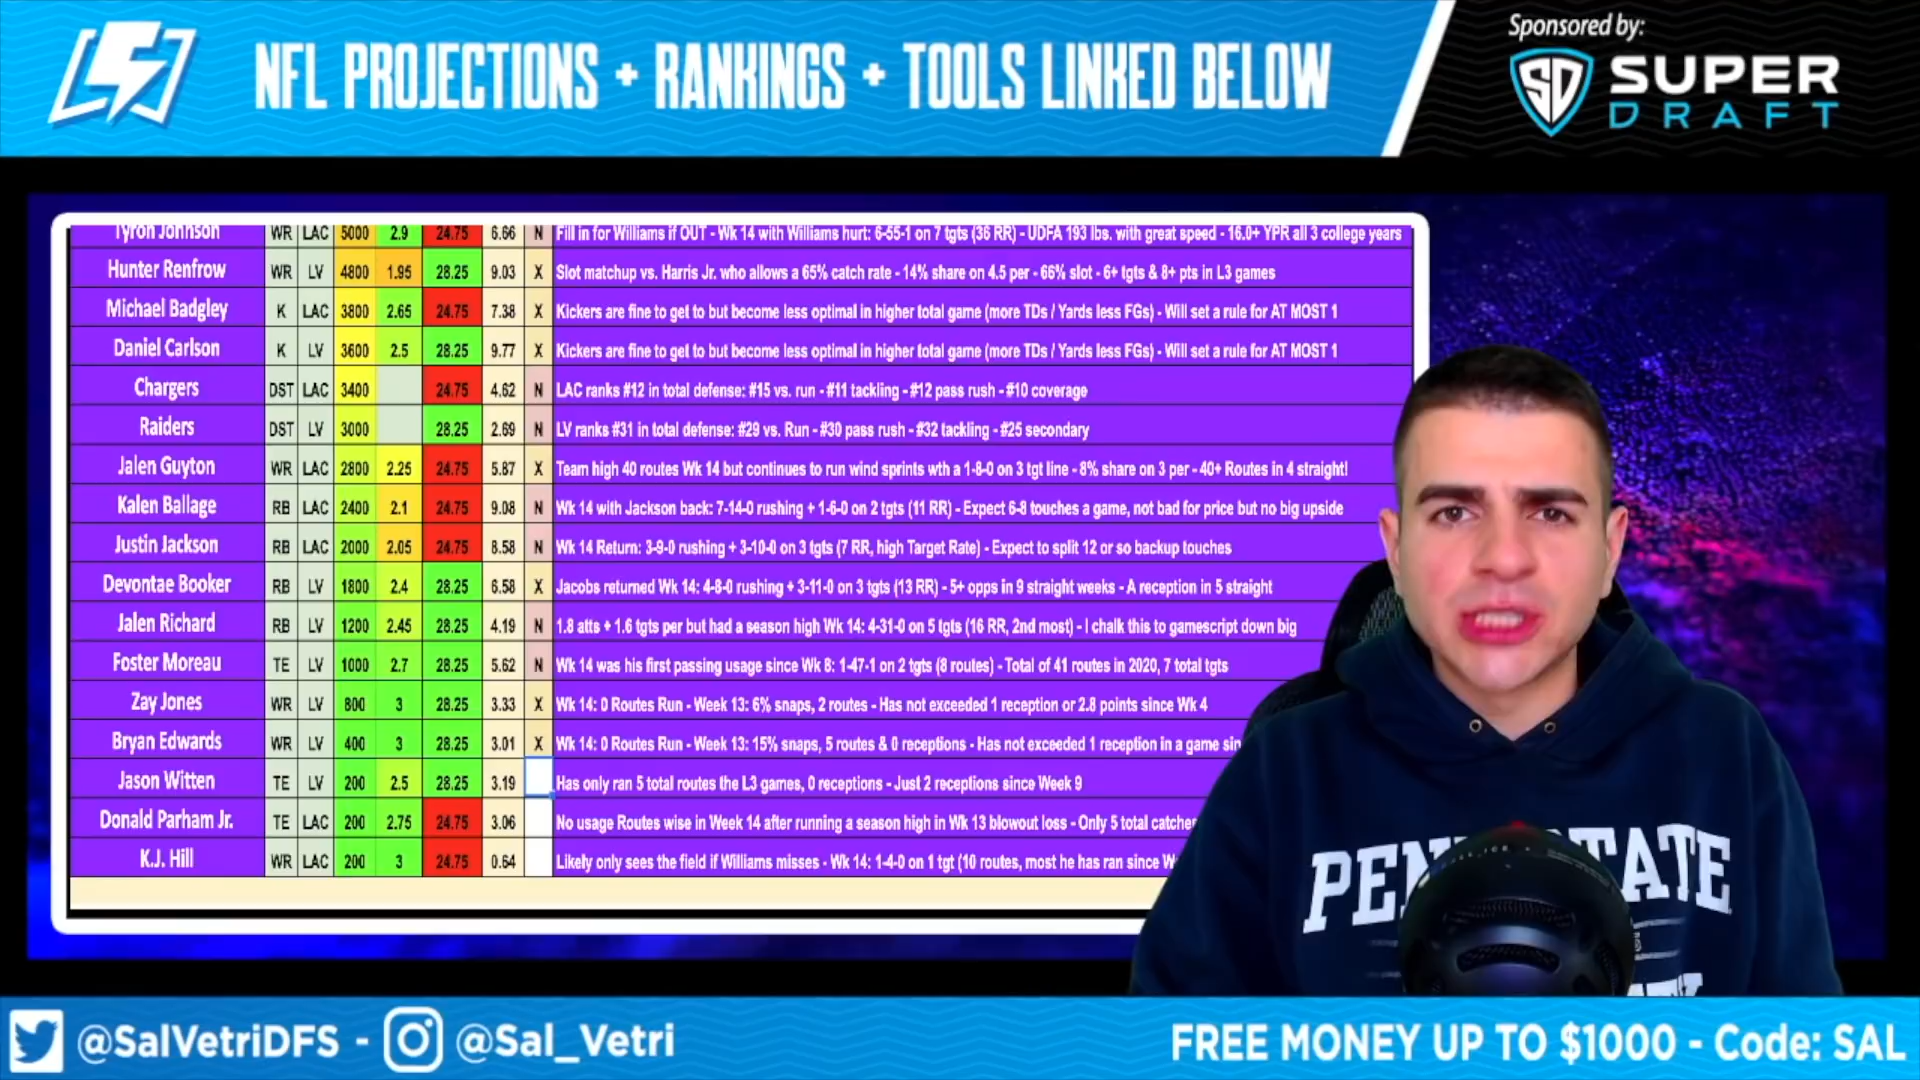 NFL PROJECTIONS + RANKINGS + TOOLS LINKED BELOW
Sponsored by:
SD SUPER
DRAFT
Tyron Johnson WR LAC 5000 2.9 24.75 6.66 N Fill in for Williams if OUT - Wk 14 with Williams hurt: 6-55-1 on 7 tgts (36 RR) - UDFA 193 lbs. with great speed - 16.0+ YPR all 3 college years
Hunter Renfrow WR LV 4800 1.95 28.25 9.03 X Slot matchup vs. Harris Jr. who allows a 65% catch rate - 14% share on 4.5 per - 66% slot - 6+ tgts & 8+ pts in L3 games
Michael Badgley K LAC 3800 2.65 24.75 7.38 X Kickers are fine to get to but become less optimal in higher total game (more TDs / Yards less FGs) - Will set a rule for AT MOST 1
Daniel Carlson K LV 3600 2.5 28.25 9.77 X Kickers are fine to get to but become less optimal in higher total game (more TDs / Yards less FGs) - Will set a rule for AT MOST 1
Chargers DST LAC 3400 24.75 4.62 N LAC ranks #12 in total defense: #15 vs. run - #11 tackling - #12 pass rush - #10 coverage
Raiders DST LV 3000 28.25 2.69 N LV ranks #31 in total defense: #29 vs. Run - #30 pass rush - #32 tackling - #25 secondary
Jalen Guyton WR LAC 2800 2.25 24.75 5.87 X Team high 40 routes Wk 14 but continues to run wind sprints wth a 1-8-0 on 3 tgt line - 8% share on 3 per - 40+ Routes in 4 straight!
Kalen Ballage RB LAC 2400 2.1 24.75 9.08 N Wk 14 with Jackson back: 7-14-0 rushing + 1-6-0 on 2 tgts (11 RR) - Expect 6-8 touches a game, not bad for price but no big upside
Justin Jackson RB LAC 2000 2.05 24.75 8.58 N Wk 14 Return: 3-9-0 rushing + 3-10-0 on 3 tgts (7 RR, high Target Rate) - Expect to split 12 or so backup touches
Devontae Booker RB LV 1800 2.4 28.25 6.58 X Jacobs returned Wk 14: 4-8-0 rushing + 3-11-0 on 3 tgts (13 RR) - 5+ opps in 9 straight weeks - A reception in 5 straight
Jalen Richard RB LV 1200 2.45 28.25 4.19 N 1.8 atts + 1.6 tgts per but had a season high Wk 14: 4-31-0 on 5 tgts (16 RR, 2nd most) - I chalk this to gamescript down big
Foster Moreau TE LV 1000 2.7 28.25 5.62 N Wk 14 was his first passing usage since Wk 8: 1-47-1 on 2 tgts (8 routes) - Total of 41 routes in 2020, 7 total tgts
Zay Jones WR LV 800 3 28.25 3.33 X Wk 14: 0 Routes Run - Week 13: 6% snaps, 2 routes - Has not exceeded 1 reception or 2.8 points since Wk 4
Bryan Edwards WR LV 400 3 28.25 3.01 X Wk 14: 0 Routes Run - Week 13: 15% snaps, 5 routes & 0 receptions - Has not exceeded 1 reception in a game sin
Jason Witten TE LV 200 2.5 28.25 3.19 Has only ran 5 total routes the L3 games, 0 receptions - Just 2 receptions since Week 9
Donald Parham Jr. TE LAC 200 2.75 24.75 3.06 No usage Routes wise in Week 14 after running a season high in Wk 13 blowout loss - Only 5 total catche
K.J. Hill WR LAC 200 3 24.75 0.64 Likely only sees the field if Williams misses - Wk 14: 1-4-0 on 1 tgt (10 routes, most he has ran since W
@SalVetriDFS - @Sal_Vetri
FREE MONEY UP TO $1000 - Code: SAL